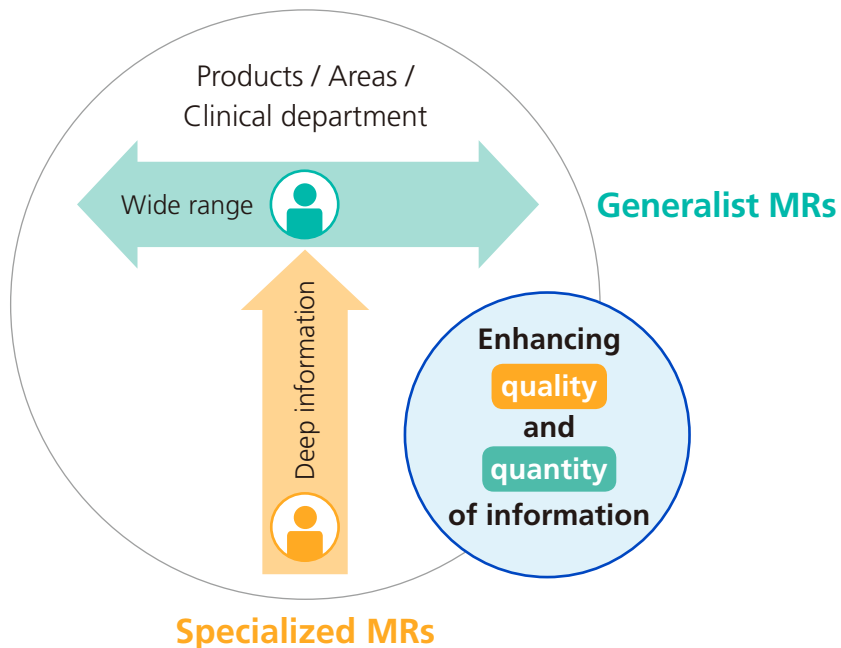 Products / Areas /
Clinical department
Wide range
Generalist MRs
Deep information
Enhancing
quality
and
quantity
of information
Specialized MRs